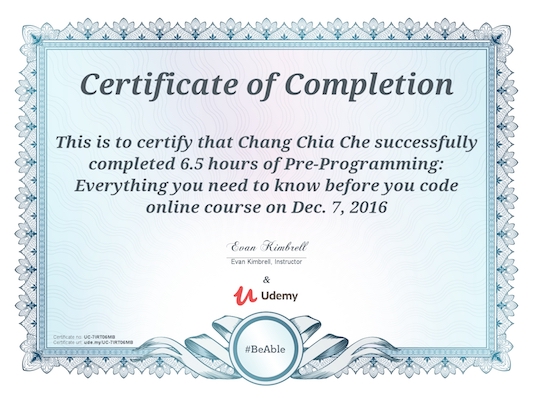 Certificate of Completion
This is to certify that Chang Chia Che successfully
completed 6.5 hours of Pre-Programming:
Everything you need to know before you code
online course on Dec. 7, 2016
Evan Kimbrell
Evan Kimbrell, Instructor
&
Udemy
#BeAble
Certificate no: UC-TIRT06MB
Certificate url: ude.my/UC-TIRT06MB